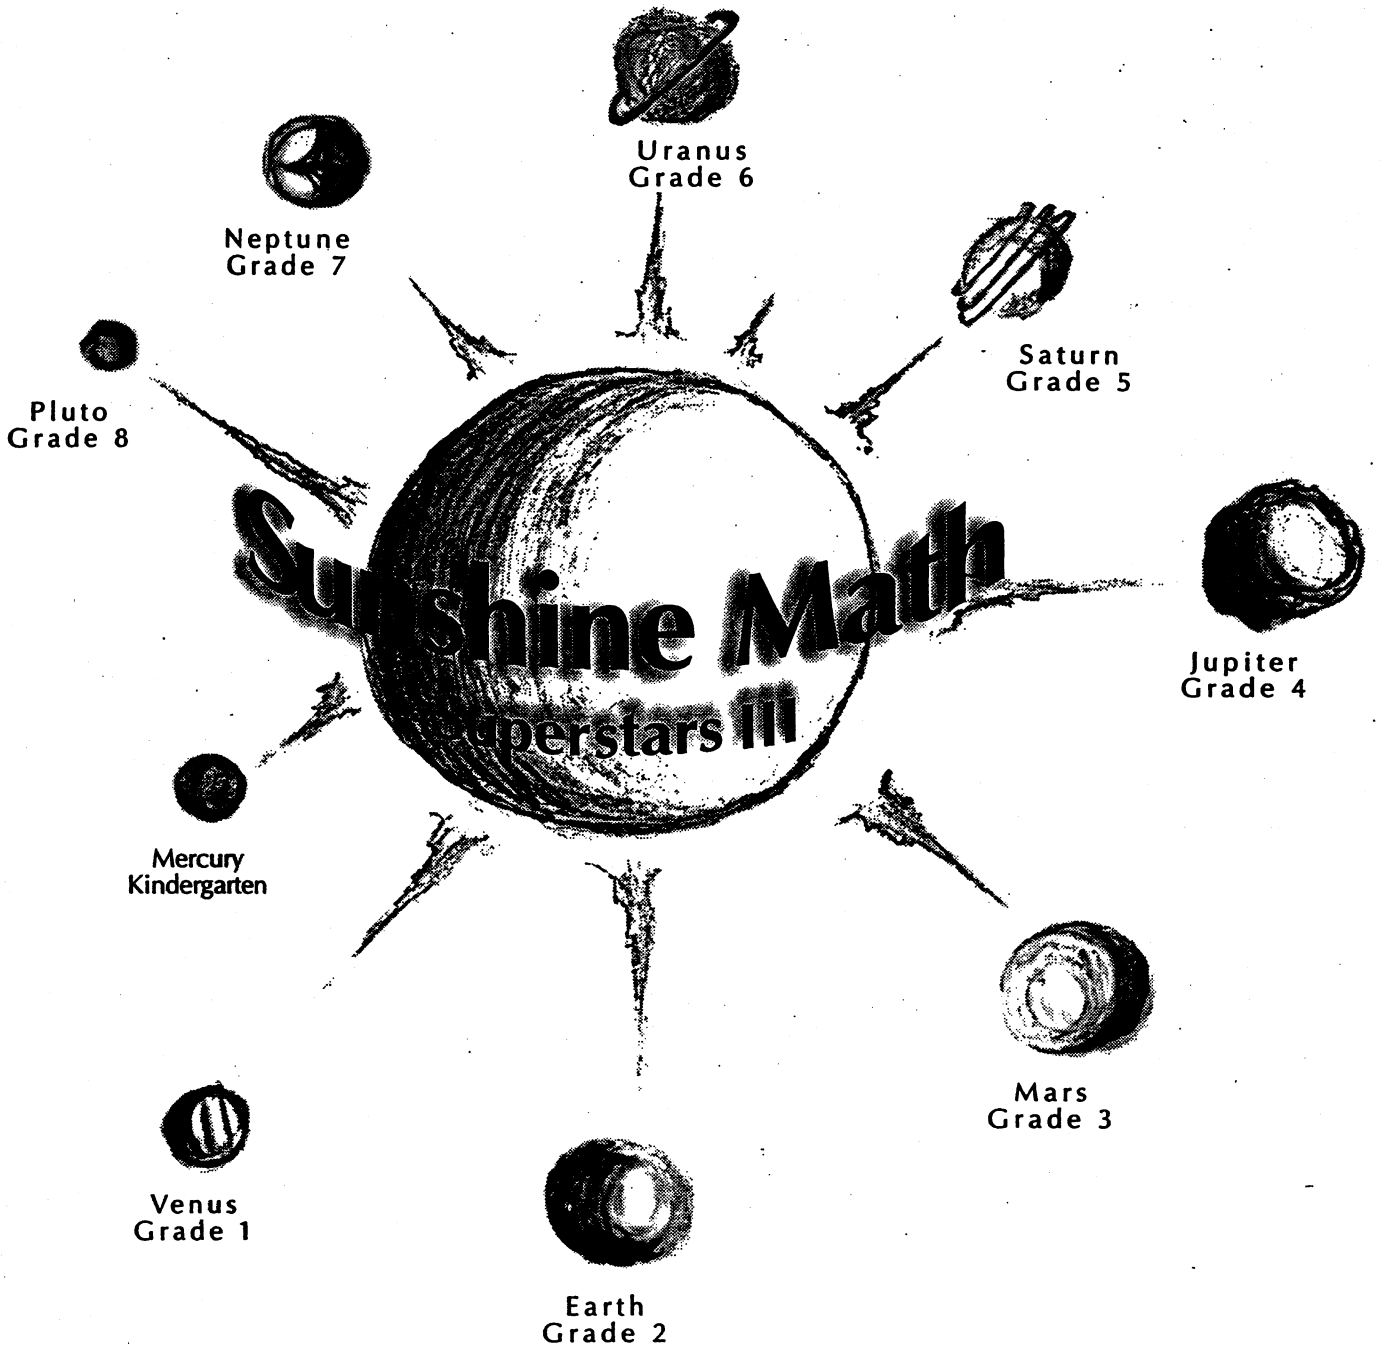 Uranus
Grade 6
Neptune
Grade 7
Saturn
Grade 5
Pluto
Grade 8
Sunshine Math
Superstars III
Jupiter
Grade 4
Mercury
Kindergarten
Mars
Grade 3
Venus
Grade 1
Earth
Grade 2